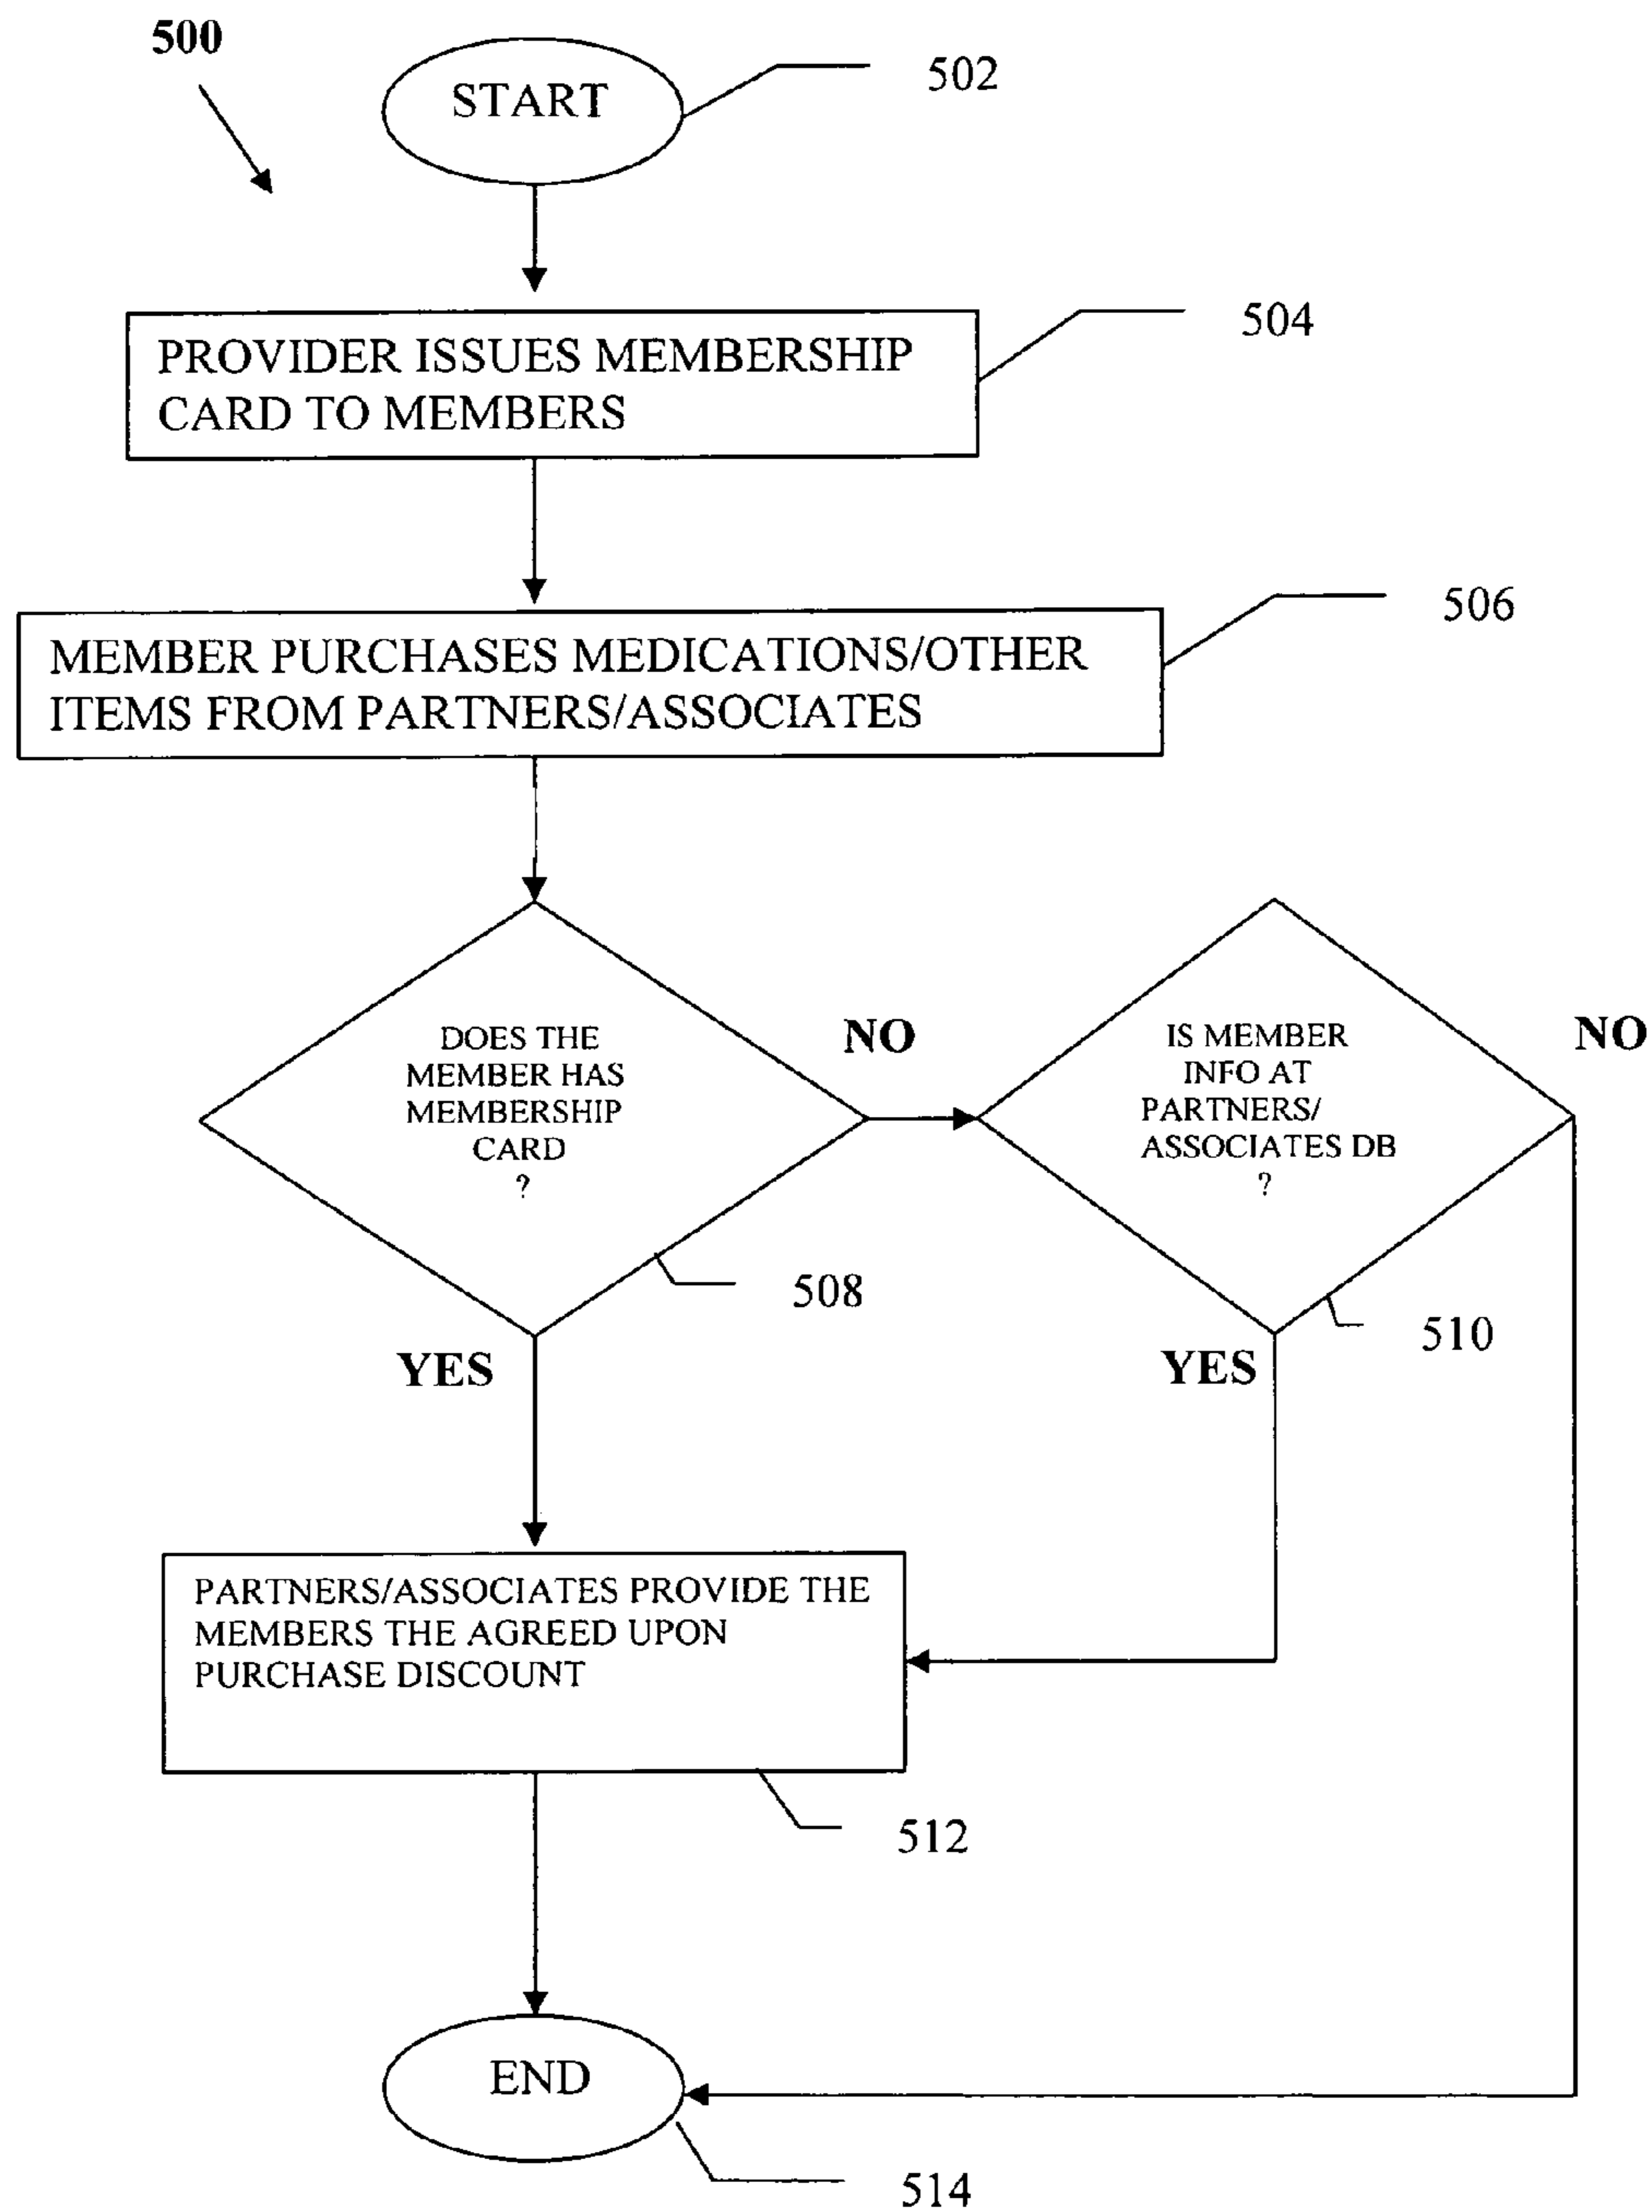 500
START
502
PROVIDER ISSUES MEMBERSHIP
CARD TO MEMBERS
504
MEMBER PURCHASES MEDICATIONS/OTHER
ITEMS FROM PARTNERS/ASSOCIATES
506
DOES THE
MEMBER HAS
MEMBERSHIP
CARD
?
508
NO
IS MEMBER
INFO AT
PARTNERS/
ASSOCIATES DB
?
510
NO
YES
YES
PARTNERS/ASSOCIATES PROVIDE THE
MEMBERS THE AGREED UPON
PURCHASE DISCOUNT
512
END
514